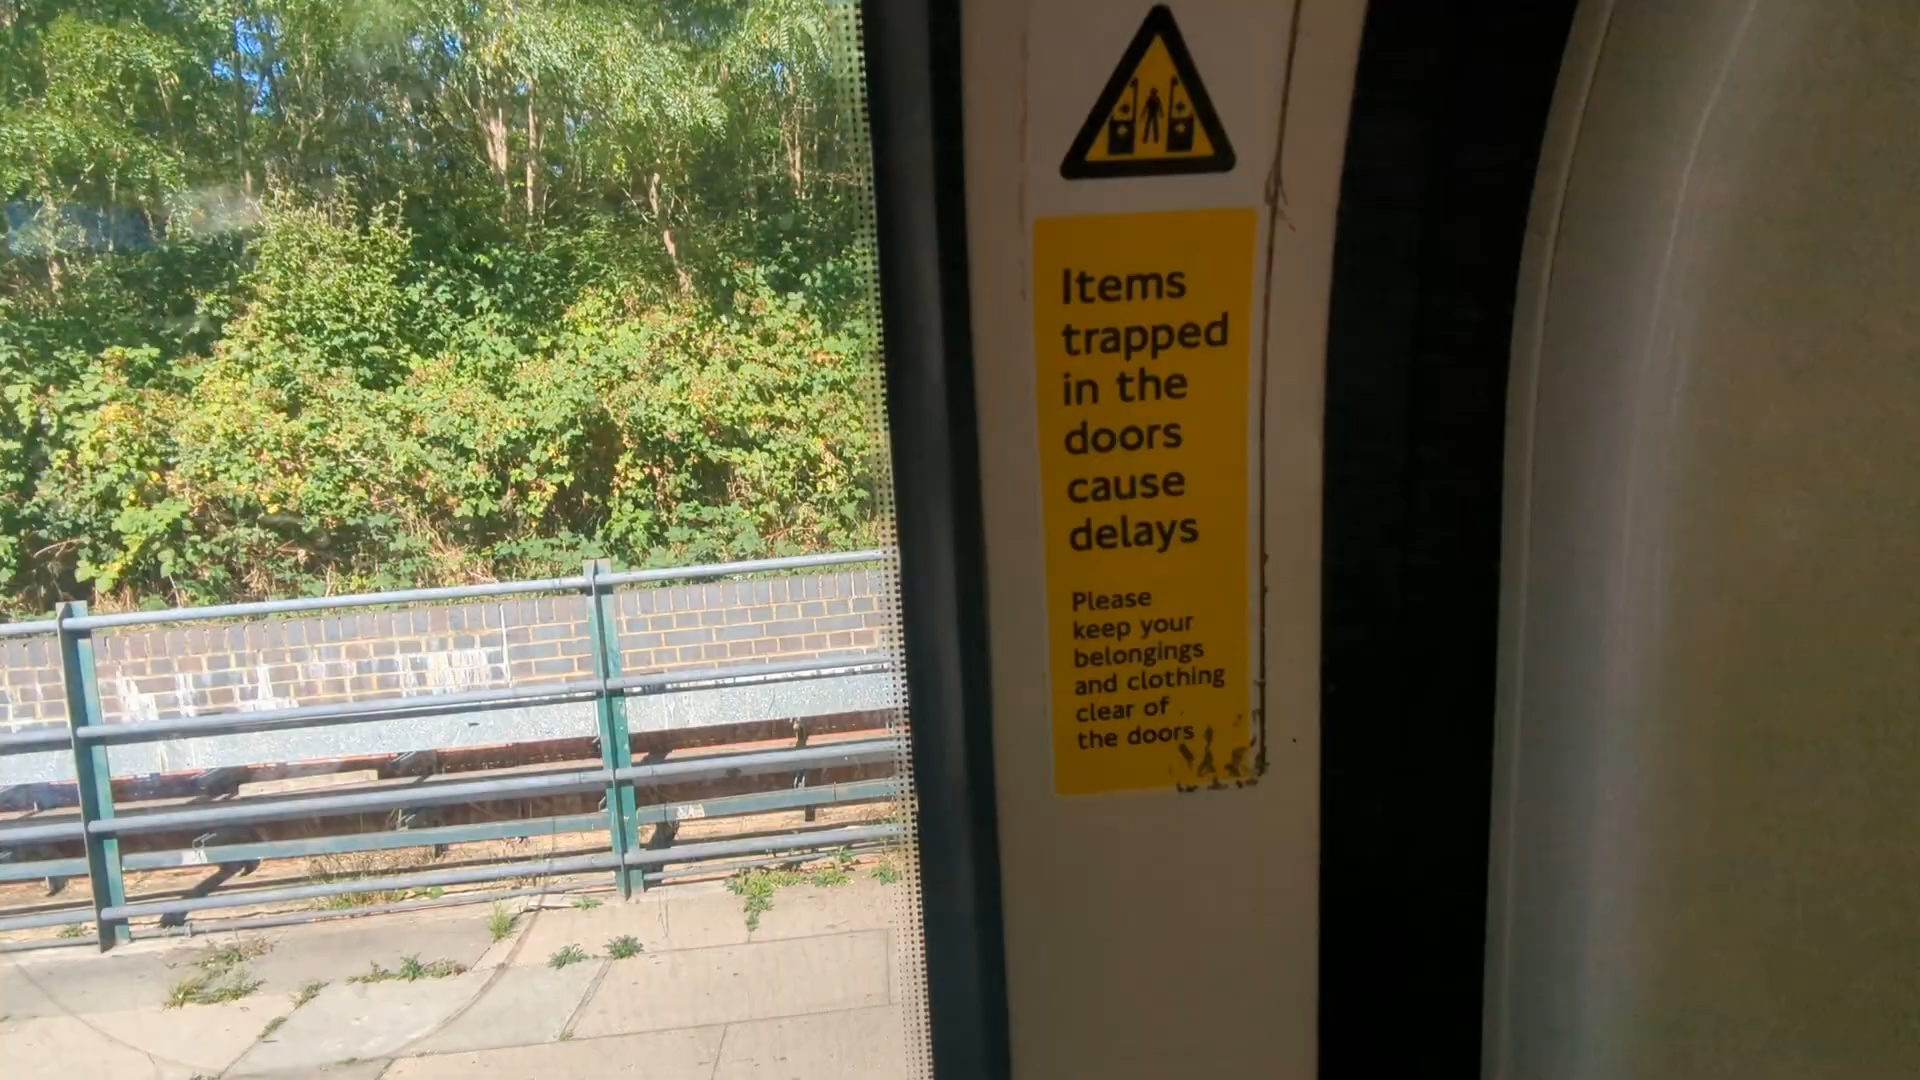 Items
trapped
in the
doors
cause
delays
Please
keep your
belongings
and clothing
clear of
the doors